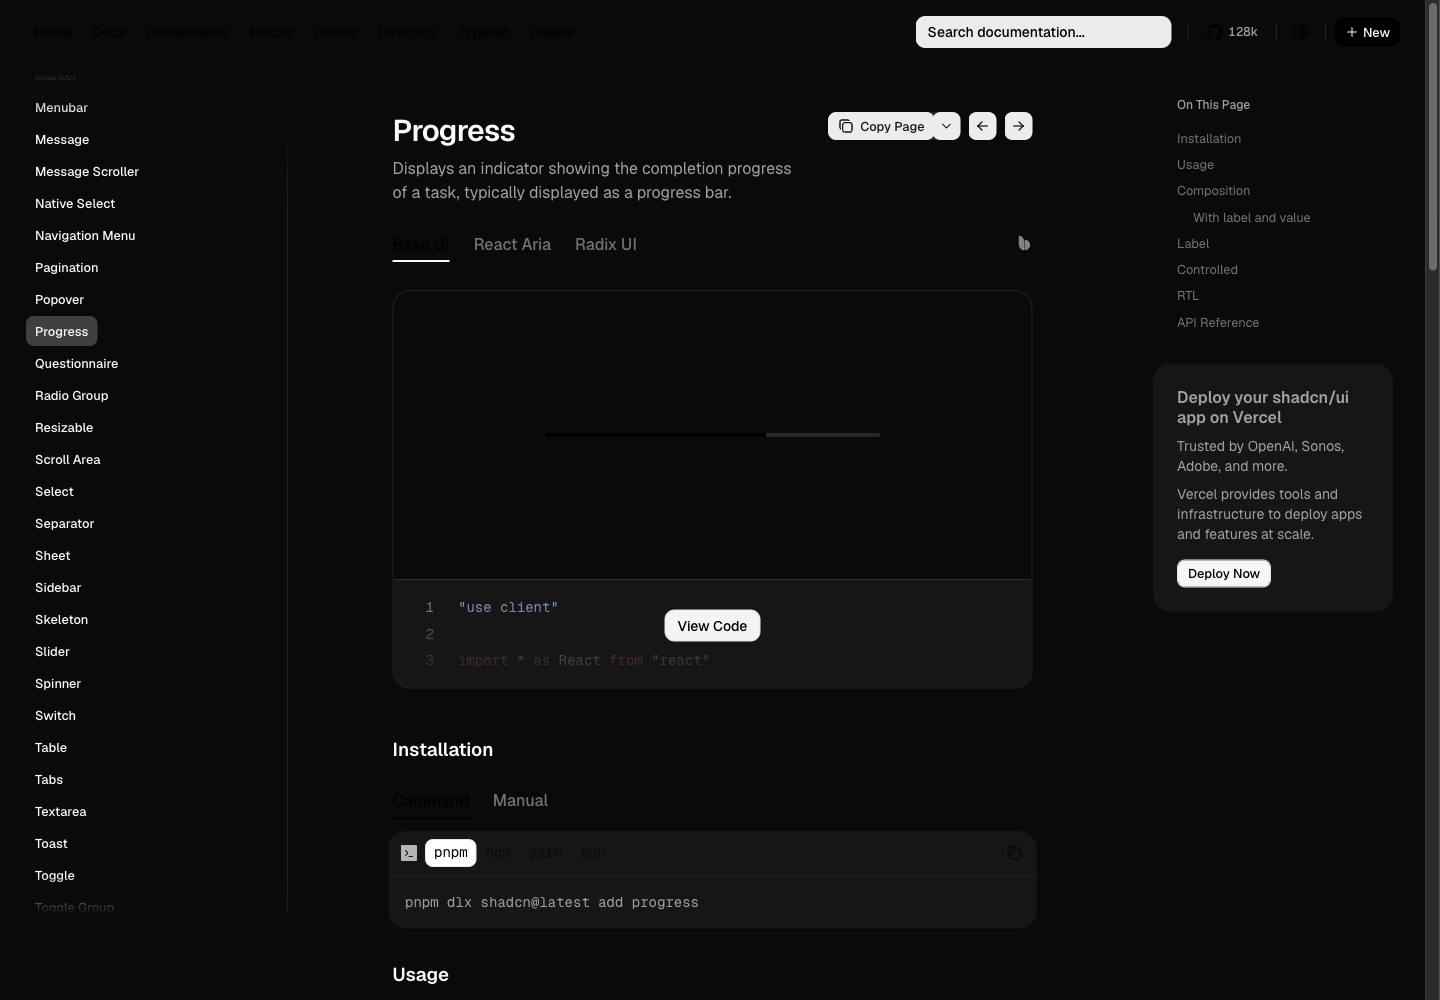 Home Docs Components Blocks Charts Directory Typeset Create
Search documentation...
128k
New
Marker
Menubar
Message
Message Scroller
Native Select
Navigation Menu
Pagination
Popover
Progress
Questionnaire
Radio Group
Resizable
Scroll Area
Select
Separator
Sheet
Sidebar
Skeleton
Slider
Spinner
Switch
Table
Tabs
Textarea
Toast
Toggle
Toggle Group
Progress
Copy Page
Displays an indicator showing the completion progress
of a task, typically displayed as a progress bar.
Base UI React Aria Radix UI
1 "use client"
2
3 import * as React from "react"
View Code
Installation
Command Manual
pnpm npm yarn bun
pnpm dlx shadcn@latest add progress
Usage
On This Page
Installation
Usage
Composition
With label and value
Label
Controlled
RTL
API Reference
Deploy your shadcn/ui
app on Vercel
Trusted by OpenAI, Sonos,
Adobe, and more.
Vercel provides tools and
infrastructure to deploy apps
and features at scale.
Deploy Now